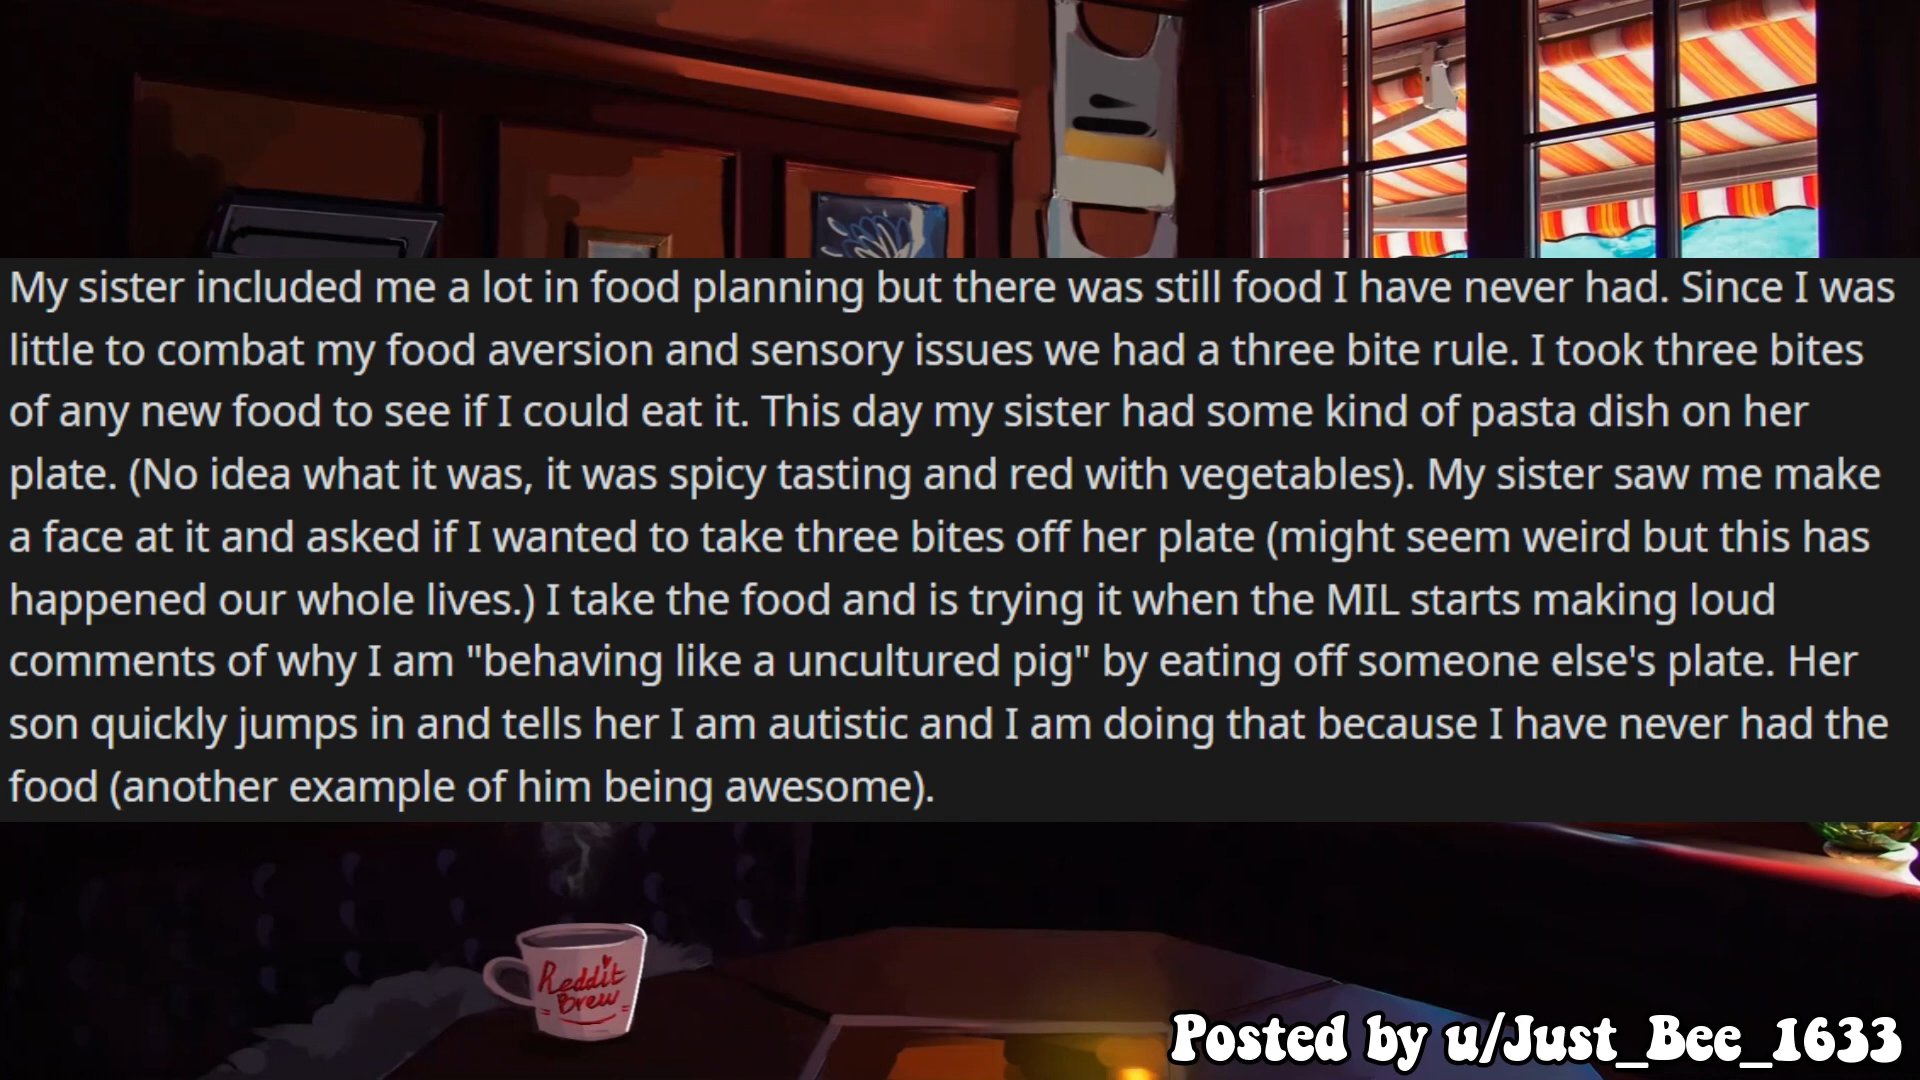 My sister included me a lot in food planning but there was still food I have never had. Since I was
little to combat my food aversion and sensory issues we had a three bite rule. I took three bites
of any new food to see if I could eat it. This day my sister had some kind of pasta dish on her
plate. (No idea what it was, it was spicy tasting and red with vegetables). My sister saw me make
a face at it and asked if I wanted to take three bites off her plate (might seem weird but this has
happened our whole lives.) I take the food and is trying it when the MIL starts making loud
comments of why I am "behaving like a uncultured pig" by eating off someone else's plate. Her
son quickly jumps in and tells her I am autistic and I am doing that because I have never had the
food (another example of him being awesome).
Reddit
Brew
Posted by u/Just_Bee_1633